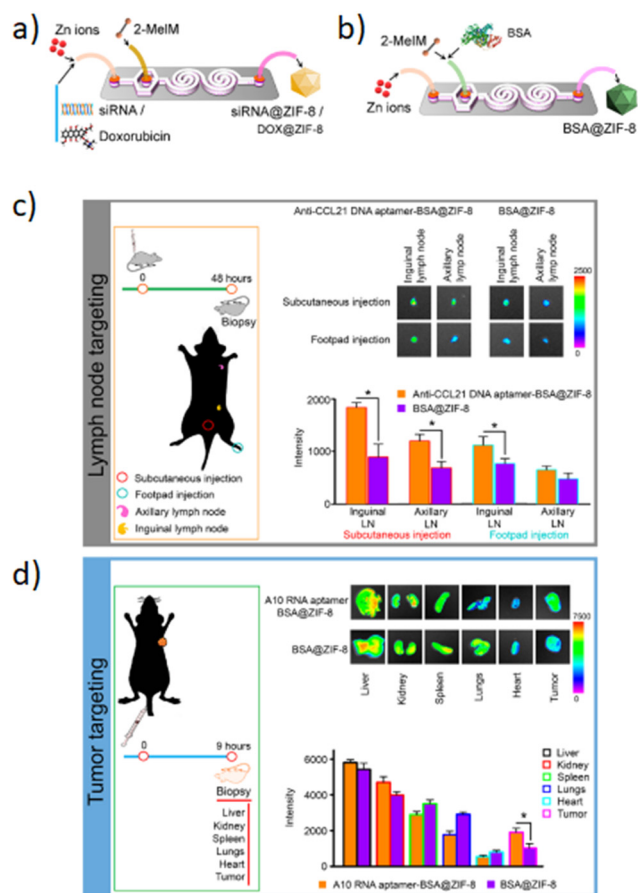 a)
Zn ions
2-MeIM
siRNA /
Doxorubicin
siRNA@ZIF-8 /
DOX@ZIF-8
b)
2-MeIM
BSA
Zn ions
BSA@ZIF-8
c)
Lymph node targeting
0
48 hours
Biopsy
Subcutaneous injection
Footpad injection
Axillary lymph node
Inguinal lymph node
Anti-CCL21 DNA aptamer-BSA@ZIF-8
BSA@ZIF-8
Inguinal
lymph node
Axillary
lymp node
Inguinal
lymph node
Axillary
lymp node
Subcutaneous injection
Footpad injection
2500
0
Anti-CCL21 DNA aptamer-BSA@ZIF-8
BSA@ZIF-8
Intensity
2000
1000
0
*
*
*
Inguinal
LN
Axillary
LN
Inguinal
LN
Axillary
LN
Subcutaneous injection
Footpad injection
d)
Tumor targeting
0
9 hours
Biopsy
Liver
Kidney
Spleen
Lungs
Heart
Tumor
A10 RNA aptamer
BSA@ZIF-8
BSA@ZIF-8
Liver
Kidney
Spleen
Lungs
Heart
Tumor
7500
0
Intensity
6000
4000
2000
0
*
Liver
Kidney
Spleen
Lungs
Heart
Tumor
A10 RNA aptamer-BSA@ZIF-8
BSA@ZIF-8